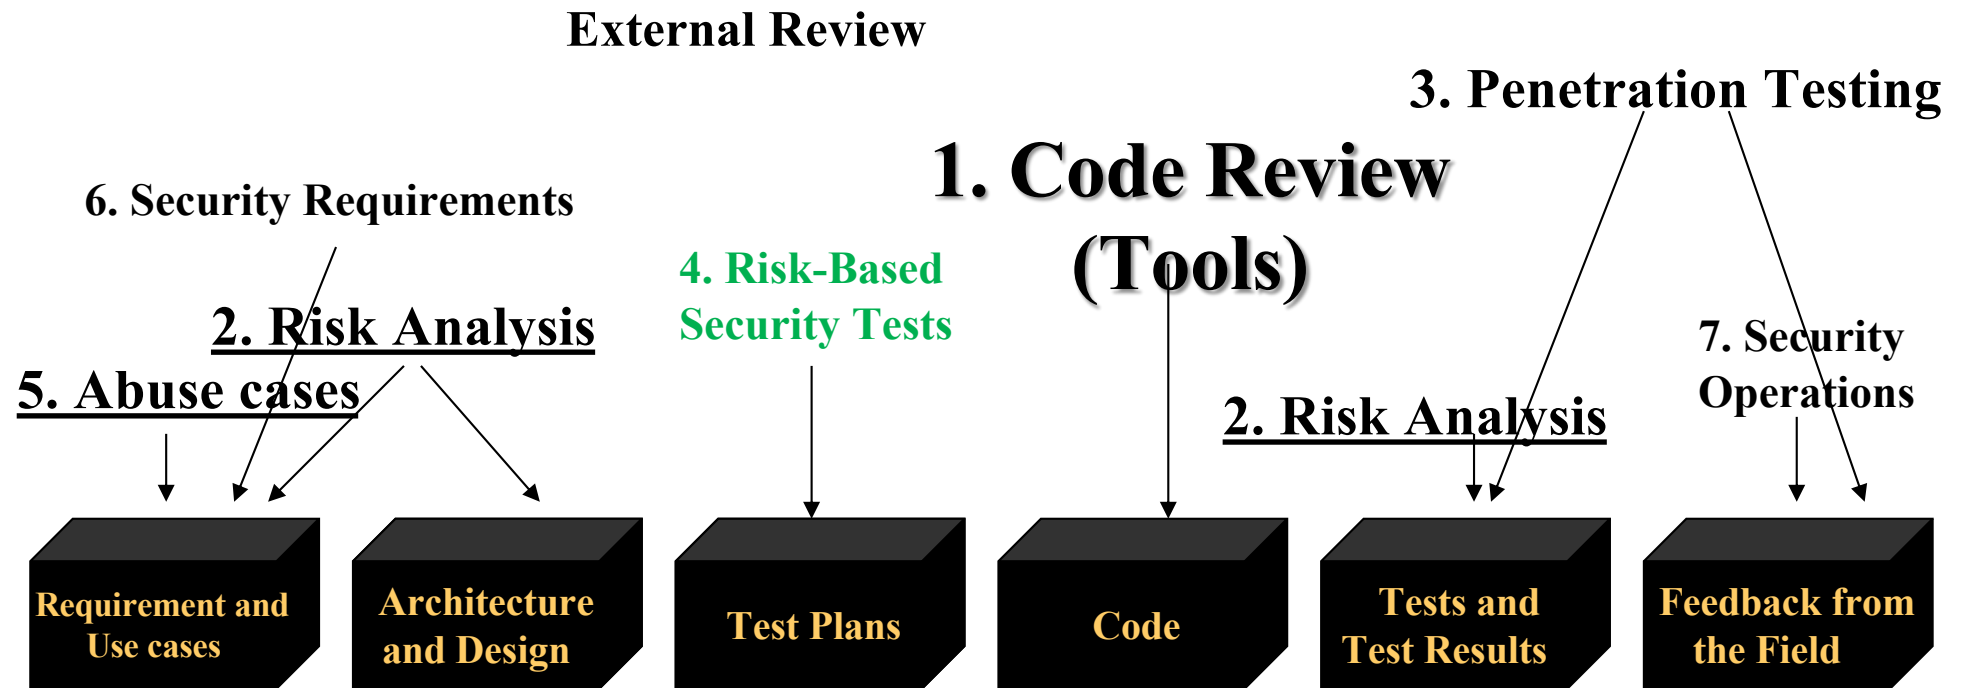 External Review
3. Penetration Testing
1. Code Review
(Tools)
6. Security Requirements
4. Risk-Based
Security Tests
2. Risk Analysis
5. Abuse cases
7. Security
Operations
2. Risk Analysis
Requirement and
Use cases
Architecture
and Design
Test Plans
Code
Tests and
Test Results
Feedback from
the Field